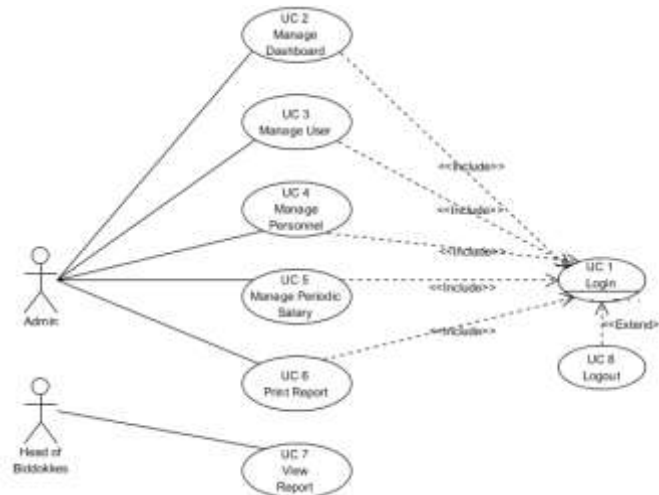 UC 2
Manage
Dashboard
UC 3
Manage User
<<Include>>
UC 4
Manage
Personnel
<<Include>>
<<Include>>
UC 1
Login
UC 5
Manage Periodic
Salary
<<Include>>
Admin
<<Include>>
<<Extend>>
UC 6
Print Report
UC 8
Logout
Head of
Biddokkes
UC 7
View
Report